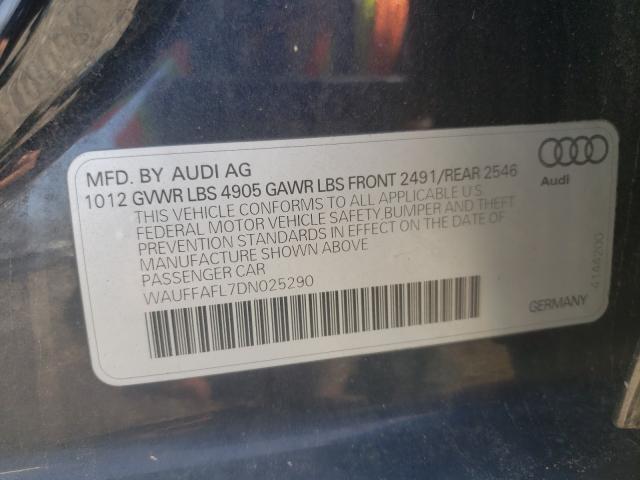 MFD. BY AUDI AG
1012 GVWR LBS 4905 GAWR LBS FRONT 2491/REAR 2546
THIS VEHICLE CONFORMS TO ALL APPLICABLE U.S.
FEDERAL MOTOR VEHICLE SAFETY, BUMPER AND THEFT
PREVENTION STANDARDS IN EFFECT ON THE DATE OF
MANUFACTURE SHOWN ABOVE
PASSENGER CAR
WAUFFAFL7DN025290
Audi
4144200
GERMANY